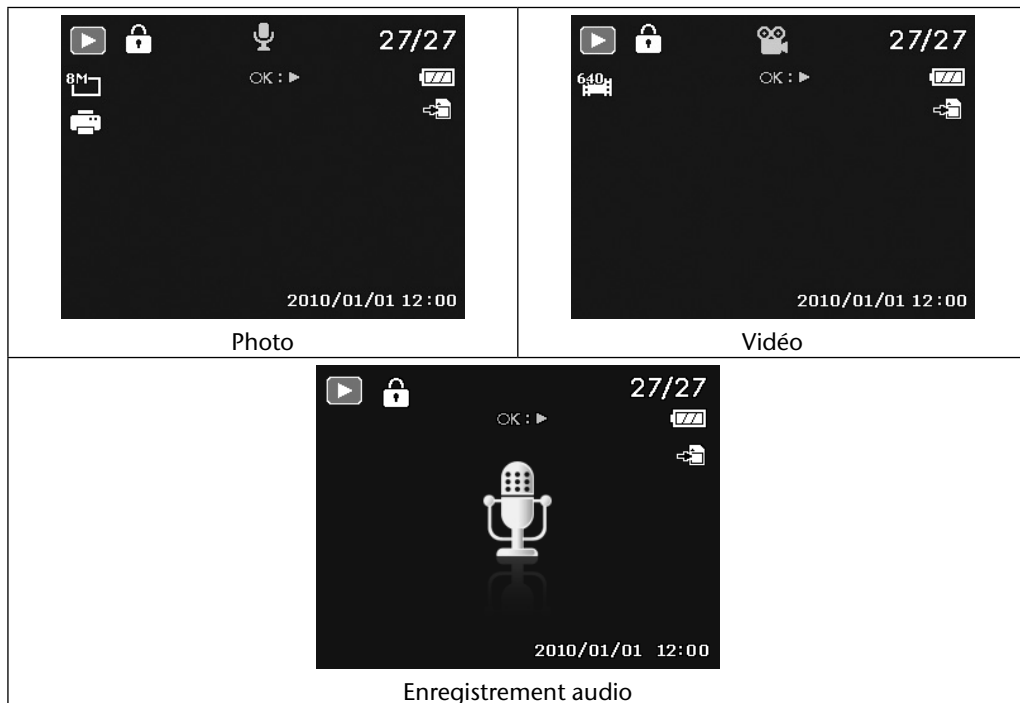 27/27
8M
OK :
2010/01/01 12:00
Photo
27/27
640
OK :
2010/01/01 12:00
Vidéo
27/27
OK :
2010/01/01 12:00
Enregistrement audio